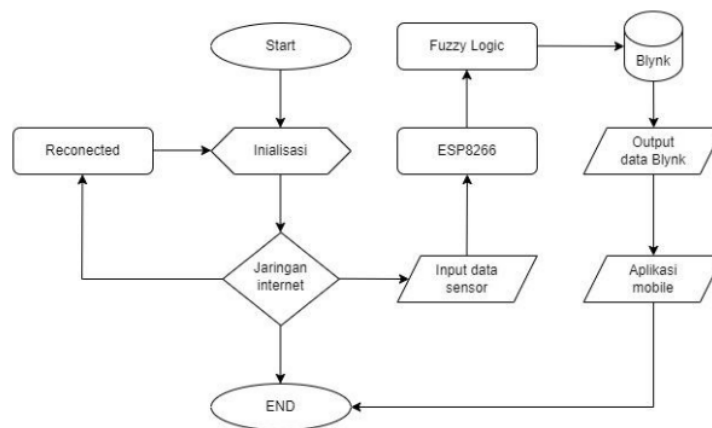 Start
Fuzzy Logic
Blynk
Reconected
Inialisasi
ESP8266
Output
data Blynk
Jaringan
internet
Input data
sensor
Aplikasi
mobile
END